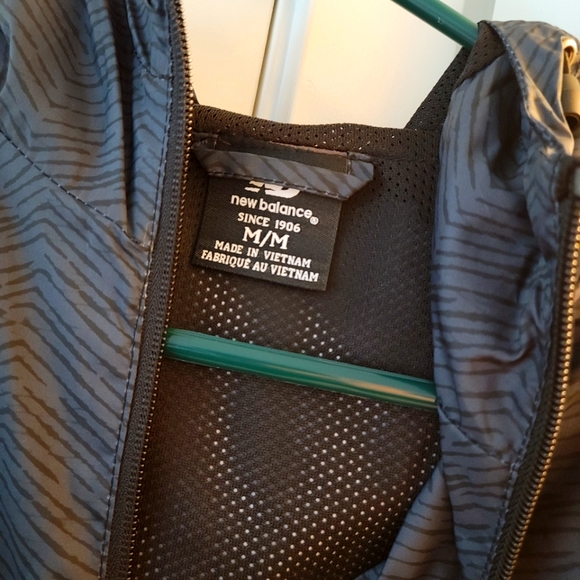 new balance®
SINCE 1906
M/M
MADE IN VIETNAM
FABRIQUÉ AU VIETNAM